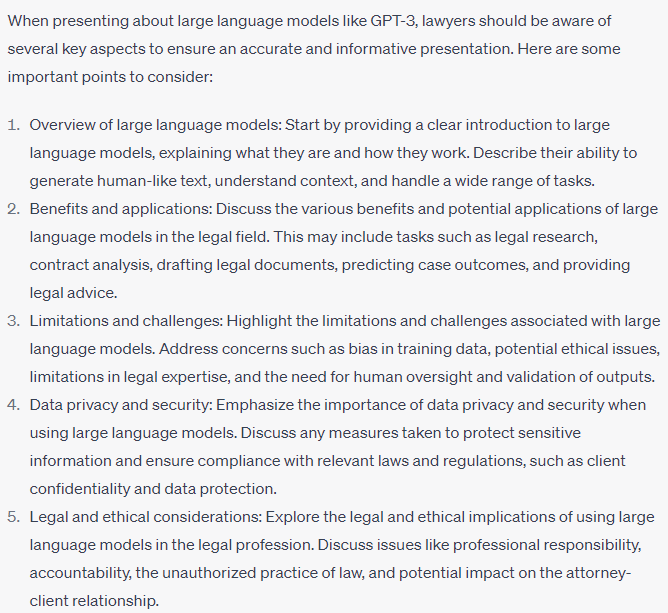 When presenting about large language models like GPT-3, lawyers should be aware of
several key aspects to ensure an accurate and informative presentation. Here are some
important points to consider:
1. Overview of large language models: Start by providing a clear introduction to large
language models, explaining what they are and how they work. Describe their ability to
generate human-like text, understand context, and handle a wide range of tasks.
2. Benefits and applications: Discuss the various benefits and potential applications of large
language models in the legal field. This may include tasks such as legal research,
contract analysis, drafting legal documents, predicting case outcomes, and providing
legal advice.
3. Limitations and challenges: Highlight the limitations and challenges associated with large
language models. Address concerns such as bias in training data, potential ethical issues,
limitations in legal expertise, and the need for human oversight and validation of outputs.
4. Data privacy and security: Emphasize the importance of data privacy and security when
using large language models. Discuss any measures taken to protect sensitive
information and ensure compliance with relevant laws and regulations, such as client
confidentiality and data protection.
5. Legal and ethical considerations: Explore the legal and ethical implications of using large
language models in the legal profession. Discuss issues like professional responsibility,
accountability, the unauthorized practice of law, and potential impact on the attorney-
client relationship.